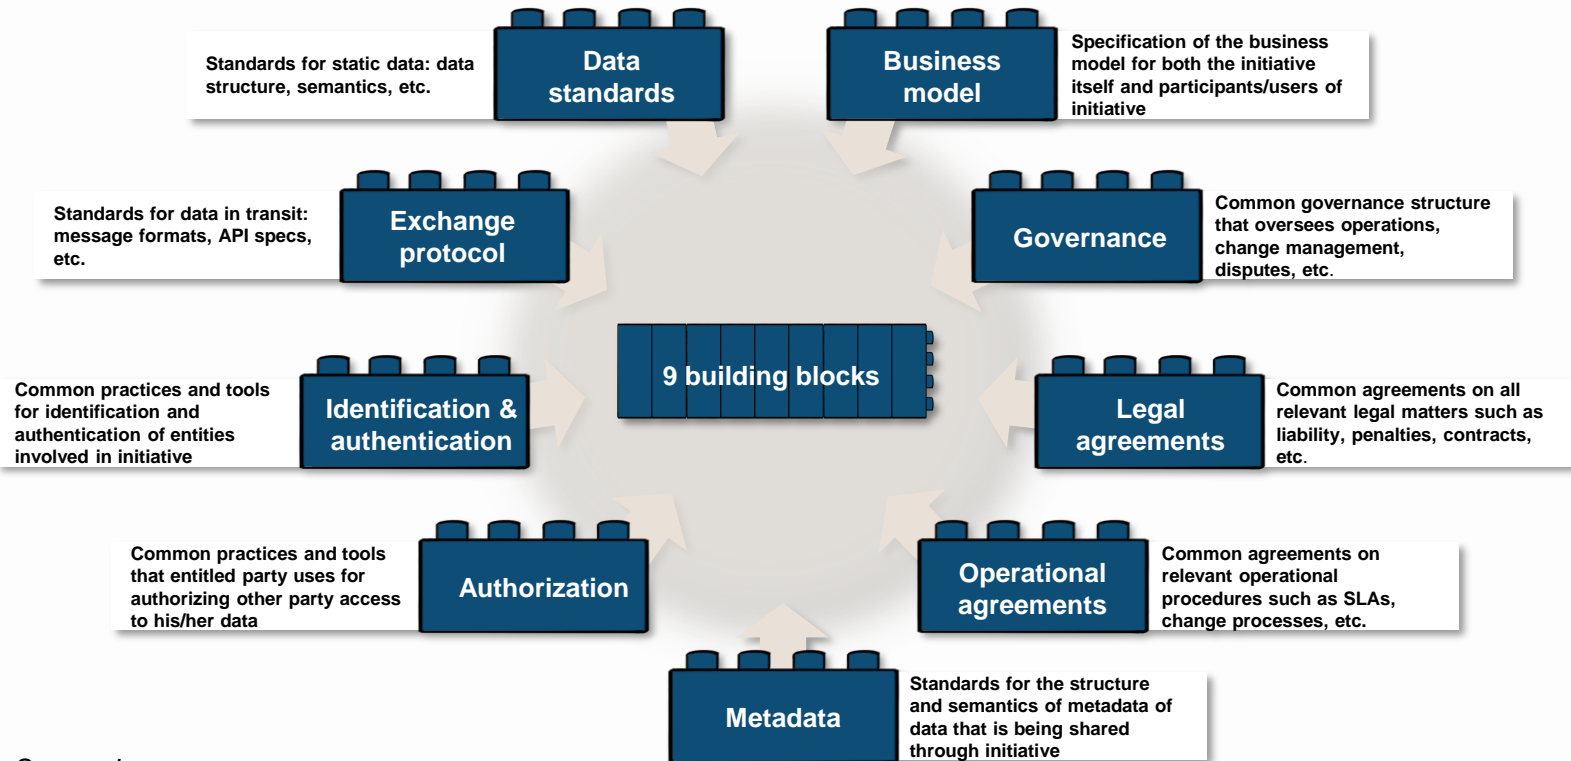 Data
standards
Standards for static data: data
structure, semantics, etc.
Business
model
Specification of the business
model for both the initiative
itself and participants/users of
initiative
Exchange
protocol
Standards for data in transit:
message formats, API specs,
etc.
Governance
Common governance structure
that oversees operations,
change management,
disputes, etc.
9 building blocks
Identification &
authentication
Common practices and tools
for identification and
authentication of entities
involved in initiative
Legal
agreements
Common agreements on all
relevant legal matters such as
liability, penalties, contracts,
etc.
Authorization
Common practices and tools
that entitled party uses for
authorizing other party access
to his/her data
Operational
agreements
Common agreements on
relevant operational
procedures such as SLAs,
change processes, etc.
Metadata
Standards for the structure
and semantics of metadata of
data that is being shared
through initiative